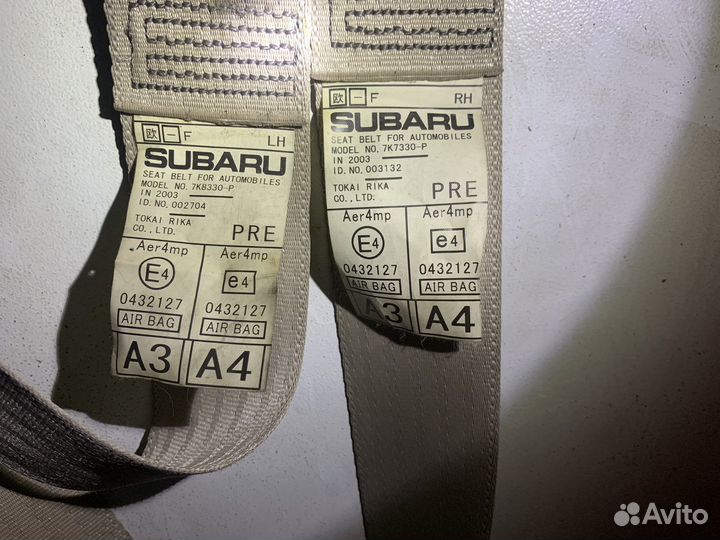 欧 一 F LH
SUBARU
SEAT BELT FOR AUTOMOBILES
MODEL NO. 7K8330-P
IN 2003
ID.NO. 002704
TOKAI RIKA
CO., LTD. PRE
Aer4mp Aer4mp
E4 e4
0432127 0432127
AIR BAG AIR BAG
A3 A4
欧 一 F RH
SUBARU
SEAT BELT FOR AUTOMOBILES
MODEL NO. 7K7330-P
IN 2003
ID.NO. 003132
TOKAI RIKA
CO., LTD. PRE
Aer4mp Aer4mp
E4 e4
0432127 0432127
AIR BAG AIR BAG
A3 A4
Avito